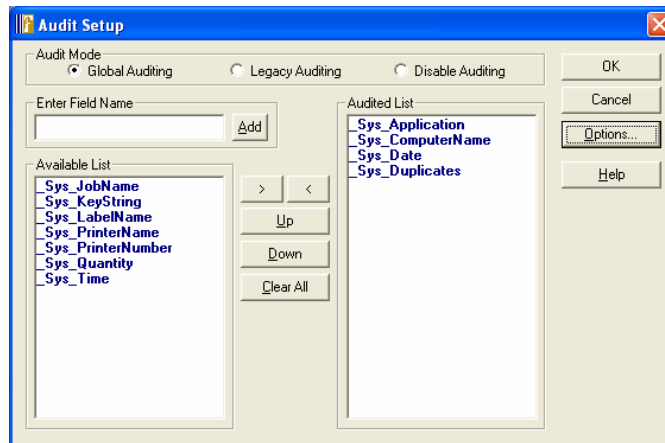 Audit Setup
Audit Mode
Global Auditing
Legacy Auditing
Disable Auditing
OK
Cancel
Options...
Help
Enter Field Name
Add
Available List
_Sys_JobName
_Sys_KeyString
_Sys_LabelName
_Sys_PrinterName
_Sys_PrinterNumber
_Sys_Quantity
_Sys_Time
>
<
Up
Down
Clear All
Audited List
_Sys_Application
_Sys_ComputerName
_Sys_Date
_Sys_Duplicates